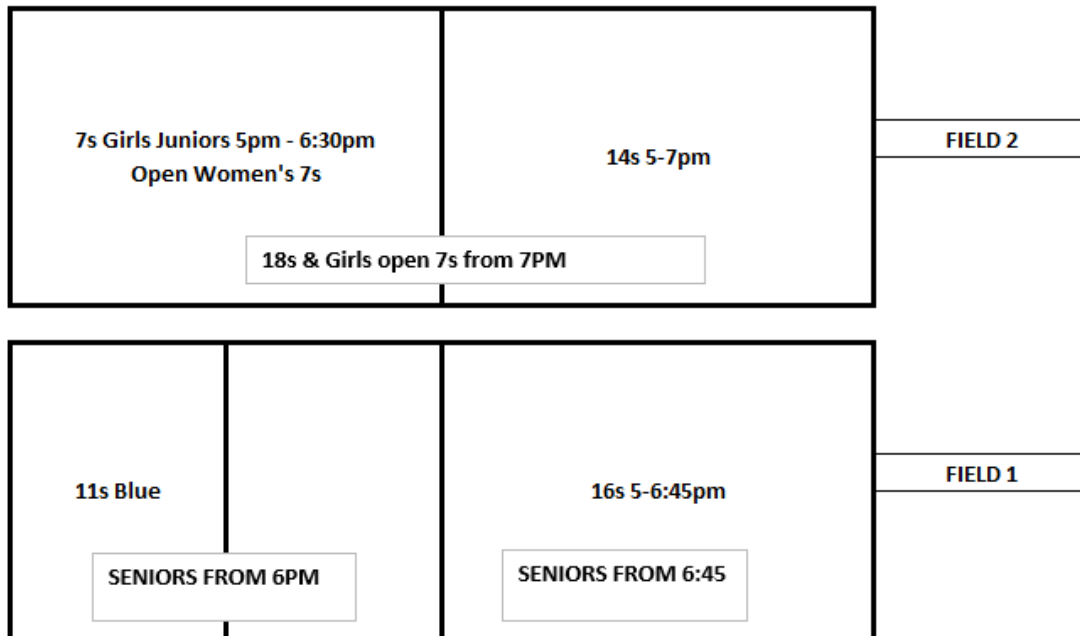 7s Girls Juniors 5pm - 6:30pm
Open Women's 7s
14s 5-7pm
FIELD 2
18s & Girls open 7s from 7PM
11s Blue
16s 5-6:45pm
FIELD 1
SENIORS FROM 6PM
SENIORS FROM 6:45